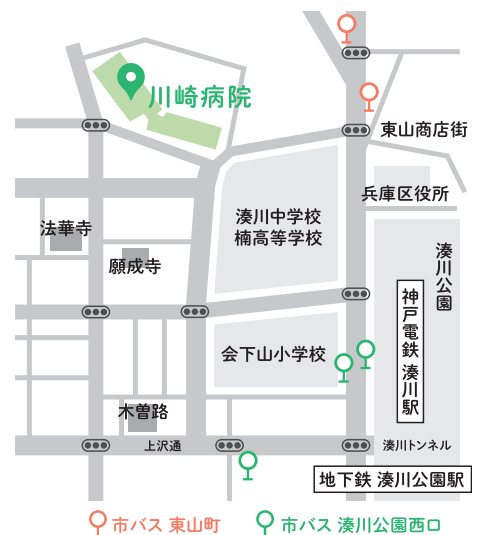 川崎病院
東山商店街
兵庫区役所
湊川中学校
楠高等学校
法華寺
願成寺
湊川公園
神戸電鉄 湊川駅
会下山小学校
木曽路
上沢通
湊川トンネル
地下鉄 湊川公園駅
市バス 東山町
市バス 湊川公園西口